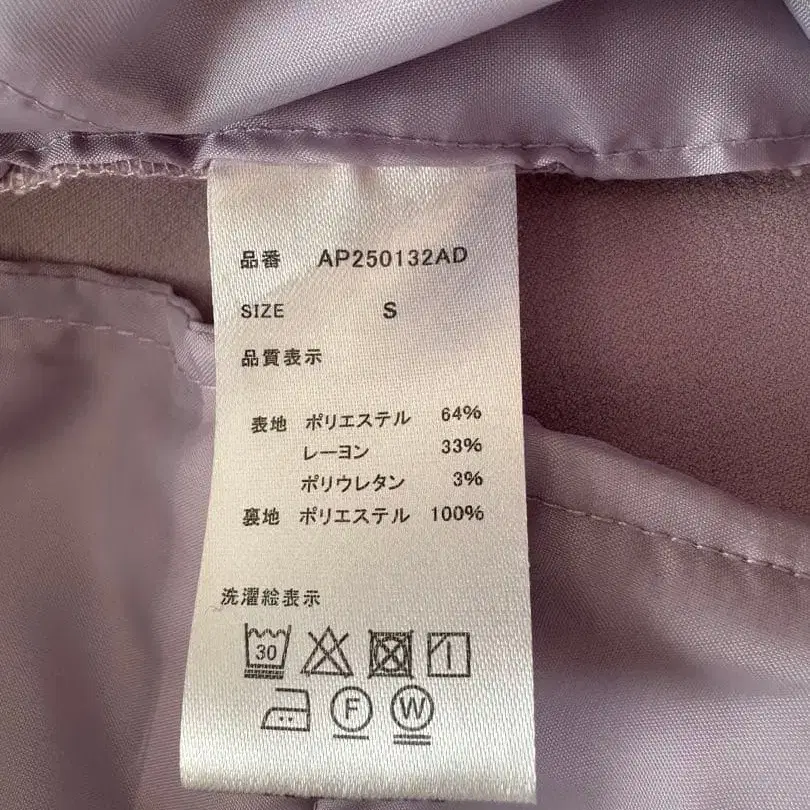 品番 AP250132AD
SIZE S
品質表示
表地 ポリエステル 64%
レーヨン 33%
ポリウレタン 3%
裏地 ポリエステル 100%
洗濯絵表示
30
F W